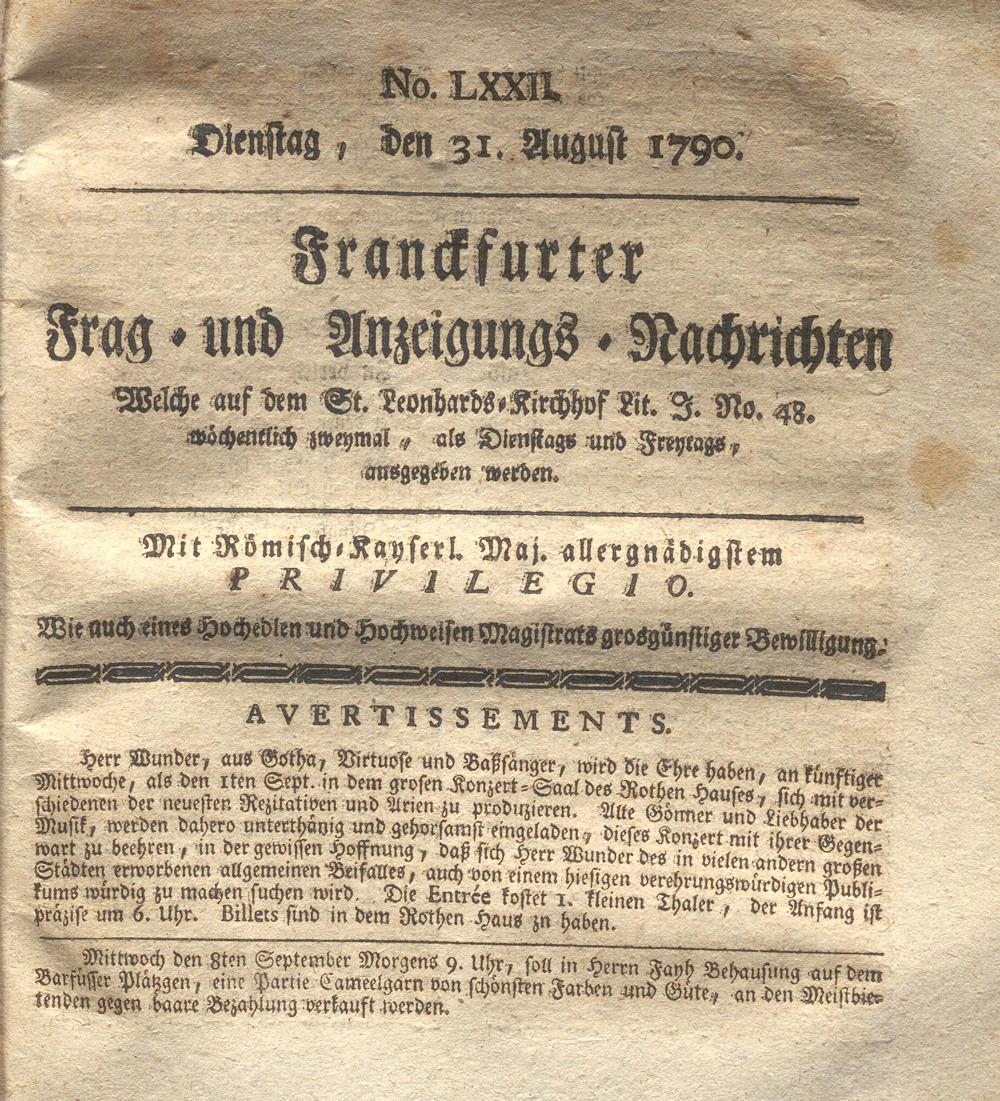 No. LXXII.
Dienstag, den 31. August 1790.
Franckfurter
Frag-und Anzeigungs-Nachrichten
Welche auf dem St. Leonhards-Kirchhof Lit. J. No. 48.
wöchentlich zweymal, als Dienstags und Freytags,
ausgegeben werden.
Mit Römisch-Kayserl. Maj. allergnädigstem
PRIVILEGIO.
Wie auch eines Hochedlen und Hochweisen Magistrats grosgünstiger Bewilligung.
AVERTISSEMENTS.
Herr Wunder, aus Gotha, Virtuose und Baßsänger, wird die Ehre haben, an künftiger
Mittwoche, als den 1ten Sept. in dem grosen Konzert-Saal des Rothen Hauses, sich mit ver-
schiedenen der neuesten Rezitativen und Arien zu produzieren. Alle Gönner und Liebhaber der
Musik, werden dahero unterthänig und gehorsamst eingeladen, dieses Konzert mit ihrer Gegen-
wart zu beehren, in der gewissen Hoffnung, daß sich Herr Wunder des in vielen andern großen
Städten erworbenen allgemeinen Beifalles, auch von einem hiesigen verehrungswürdigen Publi-
kums würdig zu machen suchen wird. Die Entrée kostet 1. kleinen Thaler, der Anfang ist
präzise um 6. Uhr. Billets sind in dem Rothen Haus zu haben.
Mittwoch den 8ten September Morgens 9. Uhr, soll in Herrn Fayh Behausung auf dem
Barfüsser Plätzgen, eine Partie Cameelgarn von schönsten Farben und Güte, an den Meistbie-
tenden gegen baare Bezahlung verkauft werden.